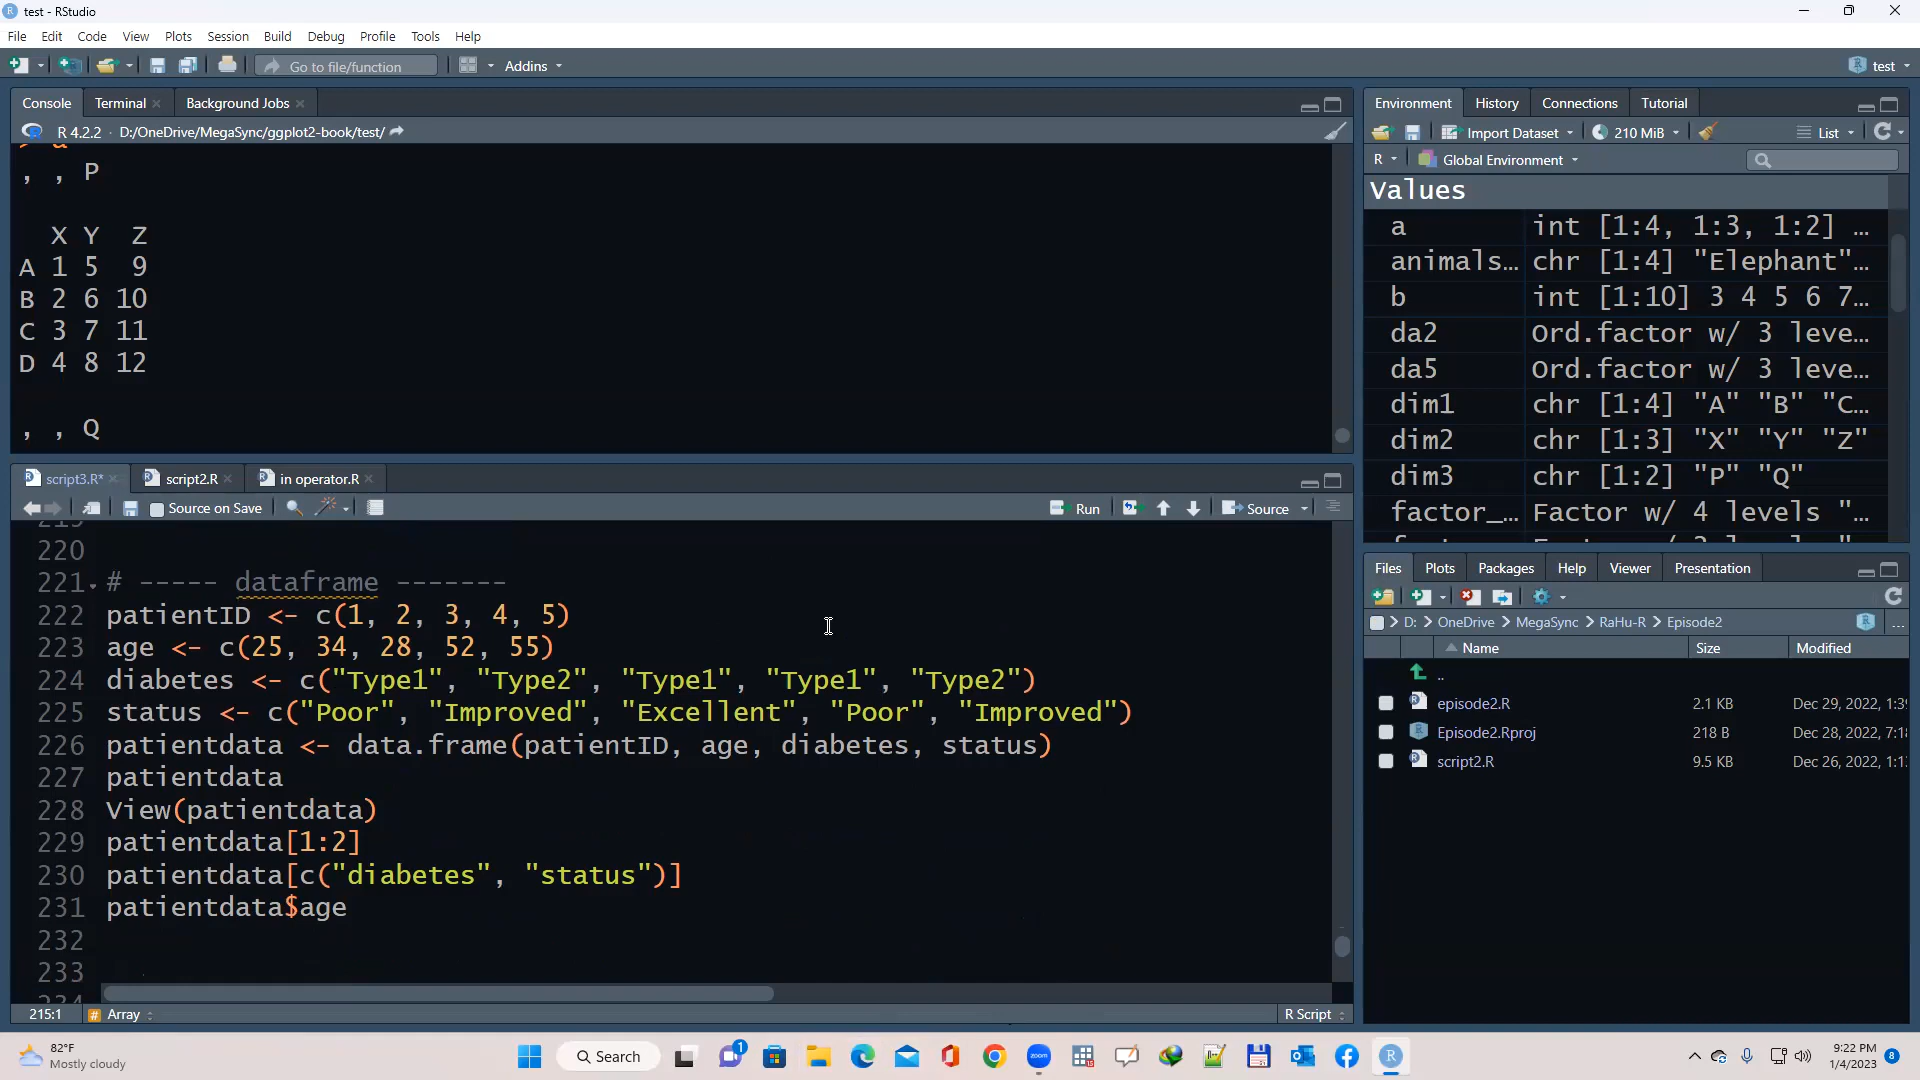 test - RStudio
File Edit Code View Plots Session Build Debug Profile Tools Help
Go to file/function Addins test
Console Terminal Background Jobs
R 4.2.2 · D:/OneDrive/MegaSync/ggplot2-book/test/
> a
, , P
X Y Z
A 1 5 9
B 2 6 10
C 3 7 11
D 4 8 12
, , Q
script3.R* script2.R in operator.R
Source on Save Run Source
219
220
221 # ----- dataframe -------
222 patientID <- c(1, 2, 3, 4, 5)
223 age <- c(25, 34, 28, 52, 55)
224 diabetes <- c("Type1", "Type2", "Type1", "Type1", "Type2")
225 status <- c("Poor", "Improved", "Excellent", "Poor", "Improved")
226 patientdata <- data.frame(patientID, age, diabetes, status)
227 patientdata
228 View(patientdata)
229 patientdata[1:2]
230 patientdata[c("diabetes", "status")]
231 patientdata$age
232
233
234
215:1 # Array R Script
Environment History Connections Tutorial
Import Dataset 210 MiB List
R Global Environment
Values
a int [1:4, 1:3, 1:2] …
animals… chr [1:4] "Elephant"…
b int [1:10] 3 4 5 6 7…
da2 Ord.factor w/ 3 leve…
da5 Ord.factor w/ 3 leve…
dim1 chr [1:4] "A" "B" "C…
dim2 chr [1:3] "X" "Y" "Z"
dim3 chr [1:2] "P" "Q"
factor_… Factor w/ 4 levels "…
Files Plots Packages Help Viewer Presentation
D: OneDrive MegaSync RaHu-R Episode2 ...
Name Size Modified
..
episode2.R 2.1 KB Dec 29, 2022, 1:39
Episode2.Rproj 218 B Dec 28, 2022, 7:18
script2.R 9.5 KB Dec 26, 2022, 1:1
82°F
Mostly cloudy
Search
1
zoom
9:22 PM
1/4/2023
8